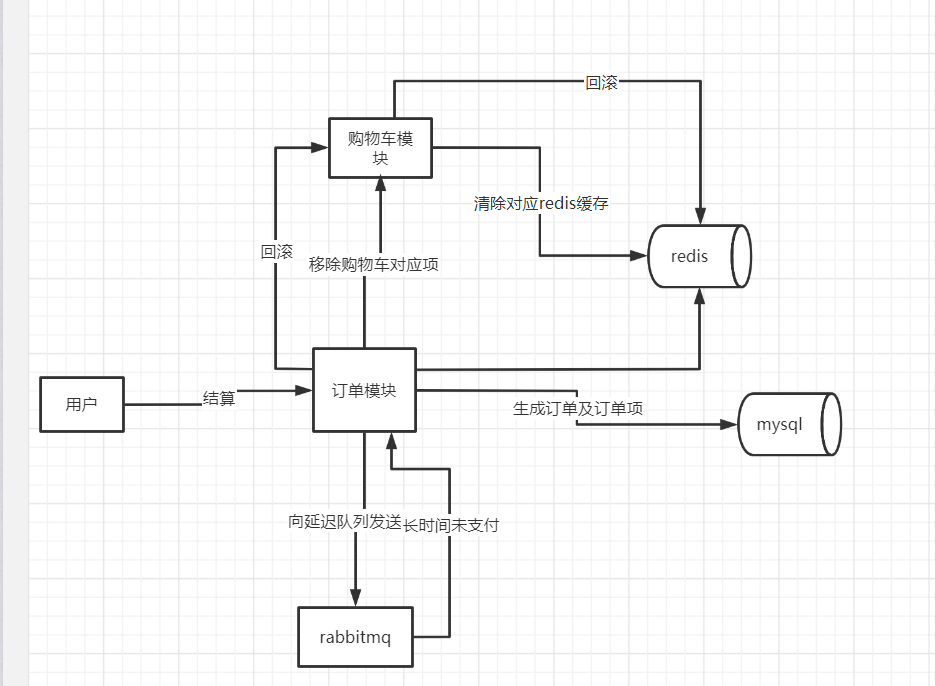 回滚
购物车模
块
清除对应redis缓存
回滚
移除购物车对应项
redis
用户
结算
订单模块
生成订单及订单项
mysql
向延迟队列发送
长时间未支付
rabbitmq